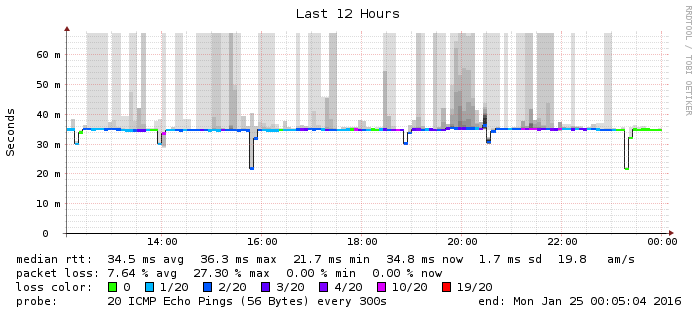 Last 12 Hours
RRDTOOL / TOBI OETIKER
Seconds
60 m
50 m
40 m
30 m
20 m
10 m
0
14:00 16:00 18:00 20:00 22:00 00:00
median rtt: 34.5 ms avg 36.3 ms max 21.7 ms min 34.8 ms now 1.7 ms sd 19.8 am/s
packet loss: 7.64 % avg 27.30 % max 0.00 % min 0.00 % now
loss color: 0 1/20 2/20 3/20 4/20 10/20 19/20
probe: 20 ICMP Echo Pings (56 Bytes) every 300s end: Mon Jan 25 00:05:04 2016